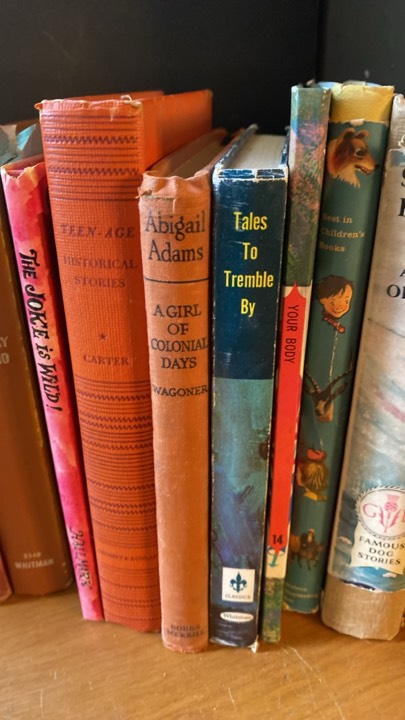 2549
WHITMAN
The JOKE is WILD!
TEEN-AGE
HISTORICAL
STORIES
CARTER
Abigail
Adams
A GIRL
OF
COLONIAL
DAYS
WAGONER
BOBBS
MERRILL
Tales
To
Tremble
By
CLASSICS
Whitman
YOUR BODY
14
Best in
Children's
Books
FAMOUS
DOG
STORIES